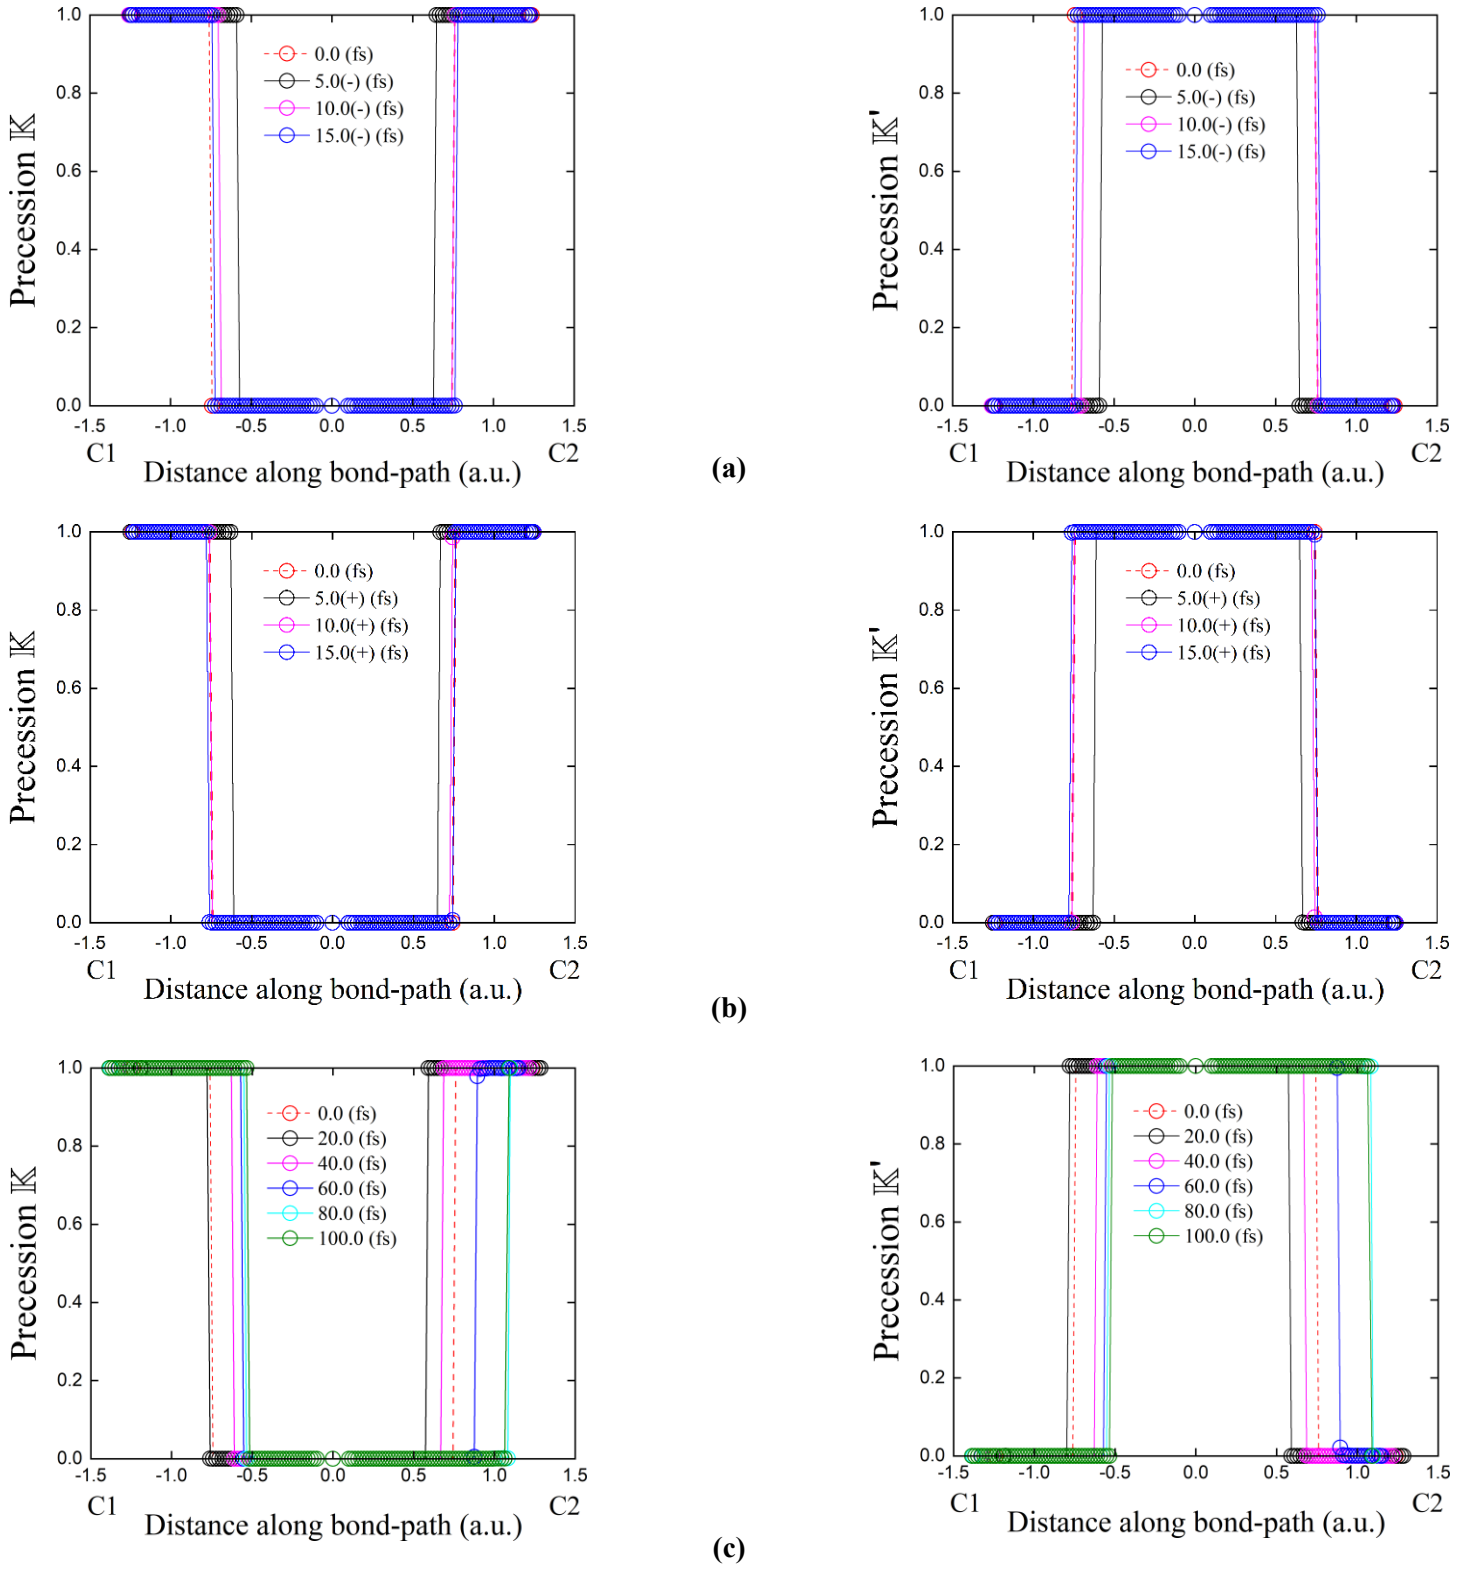 1.0
0.8
0.6
0.4
0.2
0.0
Precession 𝕂
0.0 (fs)
5.0(-) (fs)
10.0(-) (fs)
15.0(-) (fs)
-1.5 -1.0 -0.5 0.0 0.5 1.0 1.5
C1 C2
Distance along bond-path (a.u.)
1.0
0.8
0.6
0.4
0.2
0.0
Precession 𝕂'
0.0 (fs)
5.0(-) (fs)
10.0(-) (fs)
15.0(-) (fs)
-1.5 -1.0 -0.5 0.0 0.5 1.0 1.5
C1 C2
Distance along bond-path (a.u.)
(a)
1.0
0.8
0.6
0.4
0.2
0.0
Precession 𝕂
0.0 (fs)
5.0(+) (fs)
10.0(+) (fs)
15.0(+) (fs)
-1.5 -1.0 -0.5 0.0 0.5 1.0 1.5
C1 C2
Distance along bond-path (a.u.)
1.0
0.8
0.6
0.4
0.2
0.0
Precession 𝕂'
0.0 (fs)
5.0(+) (fs)
10.0(+) (fs)
15.0(+) (fs)
-1.5 -1.0 -0.5 0.0 0.5 1.0 1.5
C1 C2
Distance along bond-path (a.u.)
(b)
1.0
0.8
0.6
0.4
0.2
0.0
Precession 𝕂
0.0 (fs)
20.0 (fs)
40.0 (fs)
60.0 (fs)
80.0 (fs)
100.0 (fs)
-1.5 -1.0 -0.5 0.0 0.5 1.0 1.5
C1 C2
Distance along bond-path (a.u.)
1.0
0.8
0.6
0.4
0.2
0.0
Precession 𝕂'
0.0 (fs)
20.0 (fs)
40.0 (fs)
60.0 (fs)
80.0 (fs)
100.0 (fs)
-1.5 -1.0 -0.5 0.0 0.5 1.0 1.5
C1 C2
Distance along bond-path (a.u.)
(c)